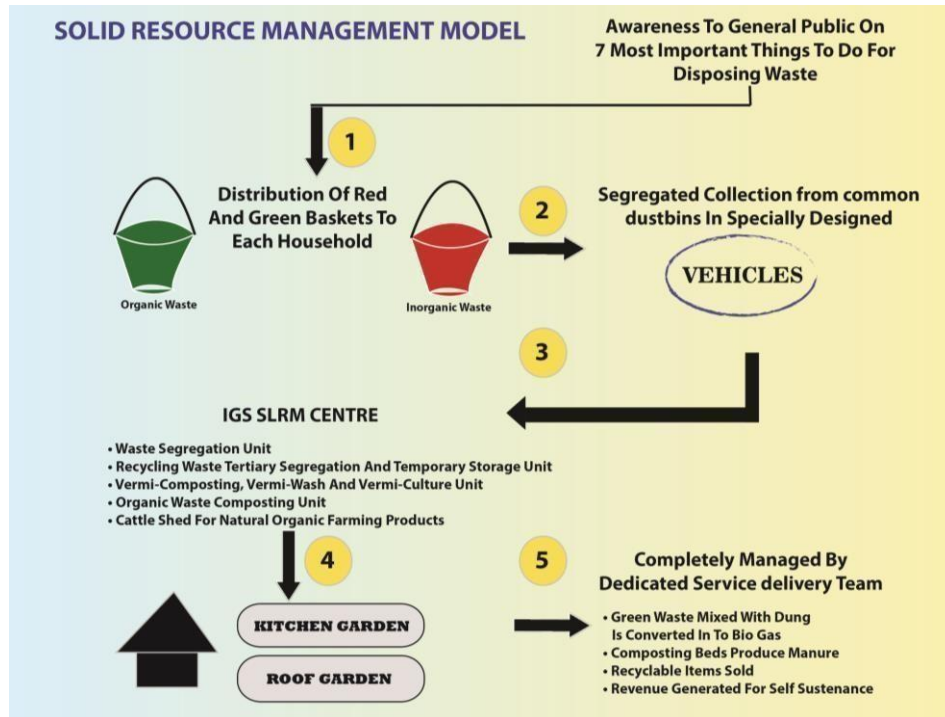 SOLID RESOURCE MANAGEMENT MODEL
Awareness To General Public On
7 Most Important Things To Do For
Disposing Waste
1
Distribution Of Red
And Green Baskets To
Each Household
Organic Waste
Inorganic Waste
2
Segregated Collection from common
dustbins In Specially Designed
VEHICLES
3
IGS SLRM CENTRE
• Waste Segregation Unit
• Recycling Waste Tertiary Segregation And Temporary Storage Unit
• Vermi-Composting, Vermi-Wash And Vermi-Culture Unit
• Organic Waste Composting Unit
• Cattle Shed For Natural Organic Farming Products
4
KITCHEN GARDEN
ROOF GARDEN
5
Completely Managed By
Dedicated Service delivery Team
• Green Waste Mixed With Dung
Is Converted In To Bio Gas
• Composting Beds Produce Manure
• Recyclable Items Sold
• Revenue Generated For Self Sustenance